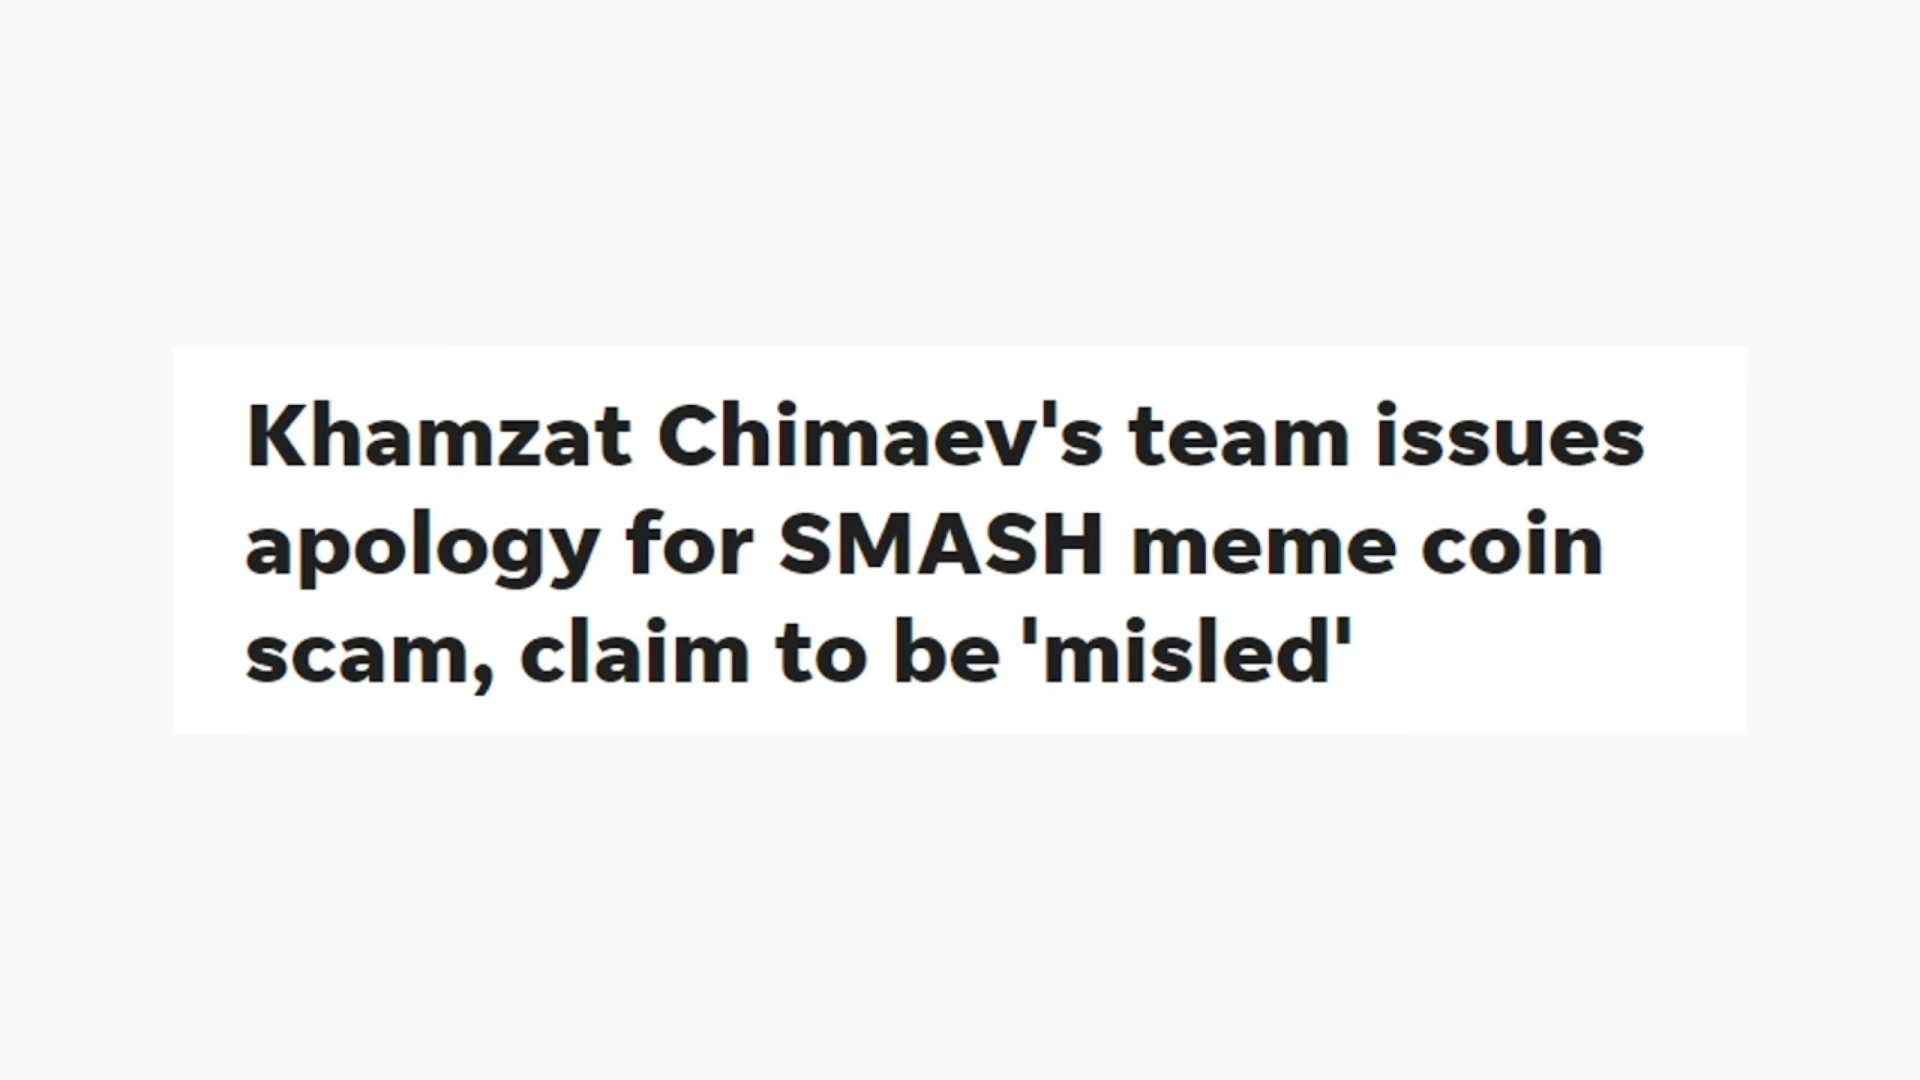 Khamzat Chimaev's team issues
apology for SMASH meme coin
scam, claim to be 'misled'